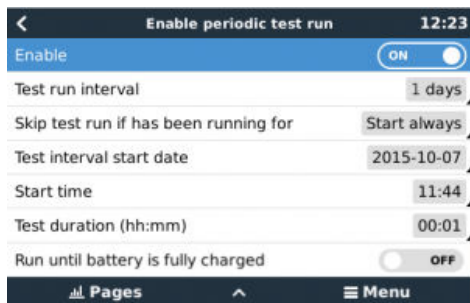 Enable periodic test run 12:23
Enable ON
Test run interval 1 days
Skip test run if has been running for Start always
Test interval start date 2015-10-07
Start time 11:44
Test duration (hh:mm) 00:01
Run until battery is fully charged OFF
Pages Menu